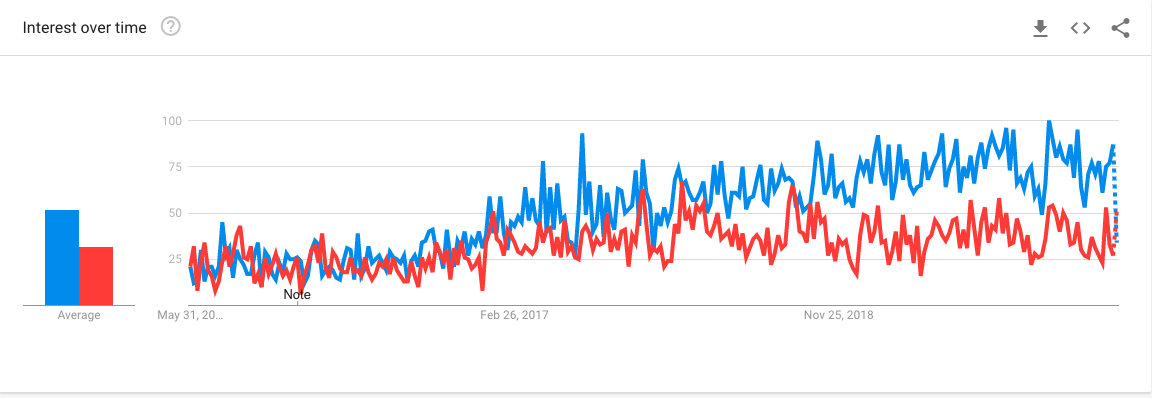 Interest over time
100
75
50
25
Note
Average
May 31, 20...
Feb 26, 2017
Nov 25, 2018